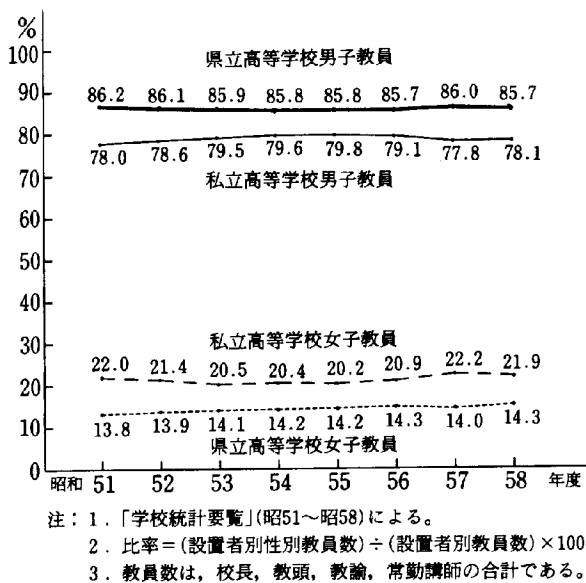 %
100
県立高等学校男子教員
86.2 86.1 85.9 85.8 85.8 85.7 86.0 85.7
90
80
78.0 78.6 79.5 79.6 79.8 79.1 77.8 78.1
70
私立高等学校男子教員
60
50
40
30
私立高等学校女子教員
22.0 21.4 20.5 20.4 20.2 20.9 22.2 21.9
20
10
13.8 13.9 14.1 14.2 14.2 14.3 14.0 14.3
県立高等学校女子教員
0
昭和 51 52 53 54 55 56 57 58 年度
注：1．「学校統計要覧」(昭51～昭58)による。
2．比率＝(設置者別性別教員数)÷(設置者別教員数)×100
3．教員数は，校長，教頭，教諭，常勤講師の合計である。